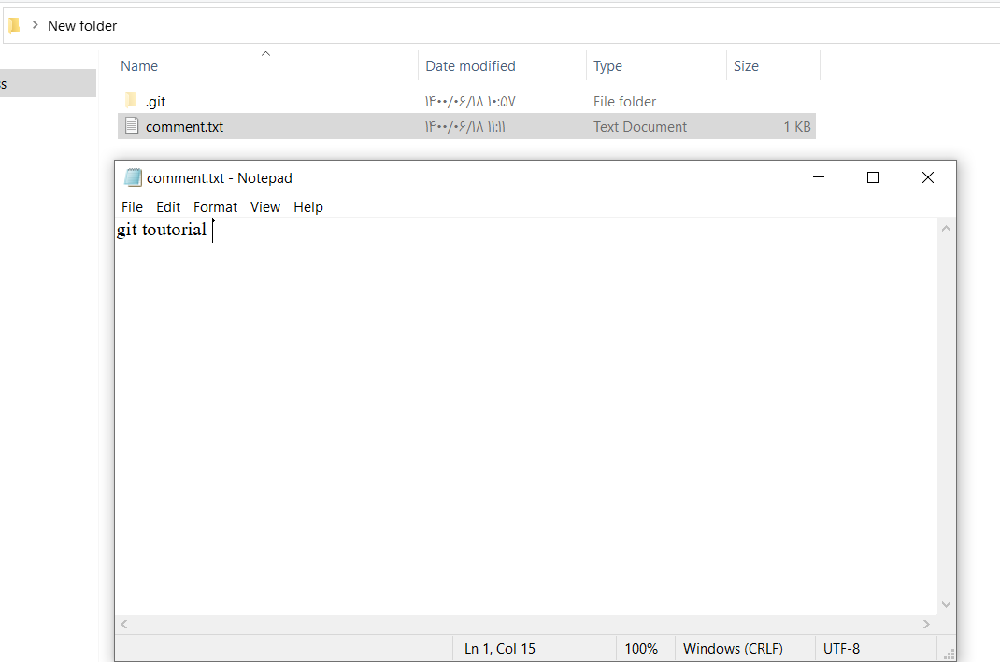 New folder
Name Date modified Type Size
s
.git ۱۴۰۰/۰۶/۱۸ ۱۰:۵۷ File folder
comment.txt ۱۴۰۰/۰۶/۱۸ ۱۱:۱۱ Text Document 1 KB
comment.txt - Notepad
File Edit Format View Help
git toutorial
Ln 1, Col 15 100% Windows (CRLF) UTF-8